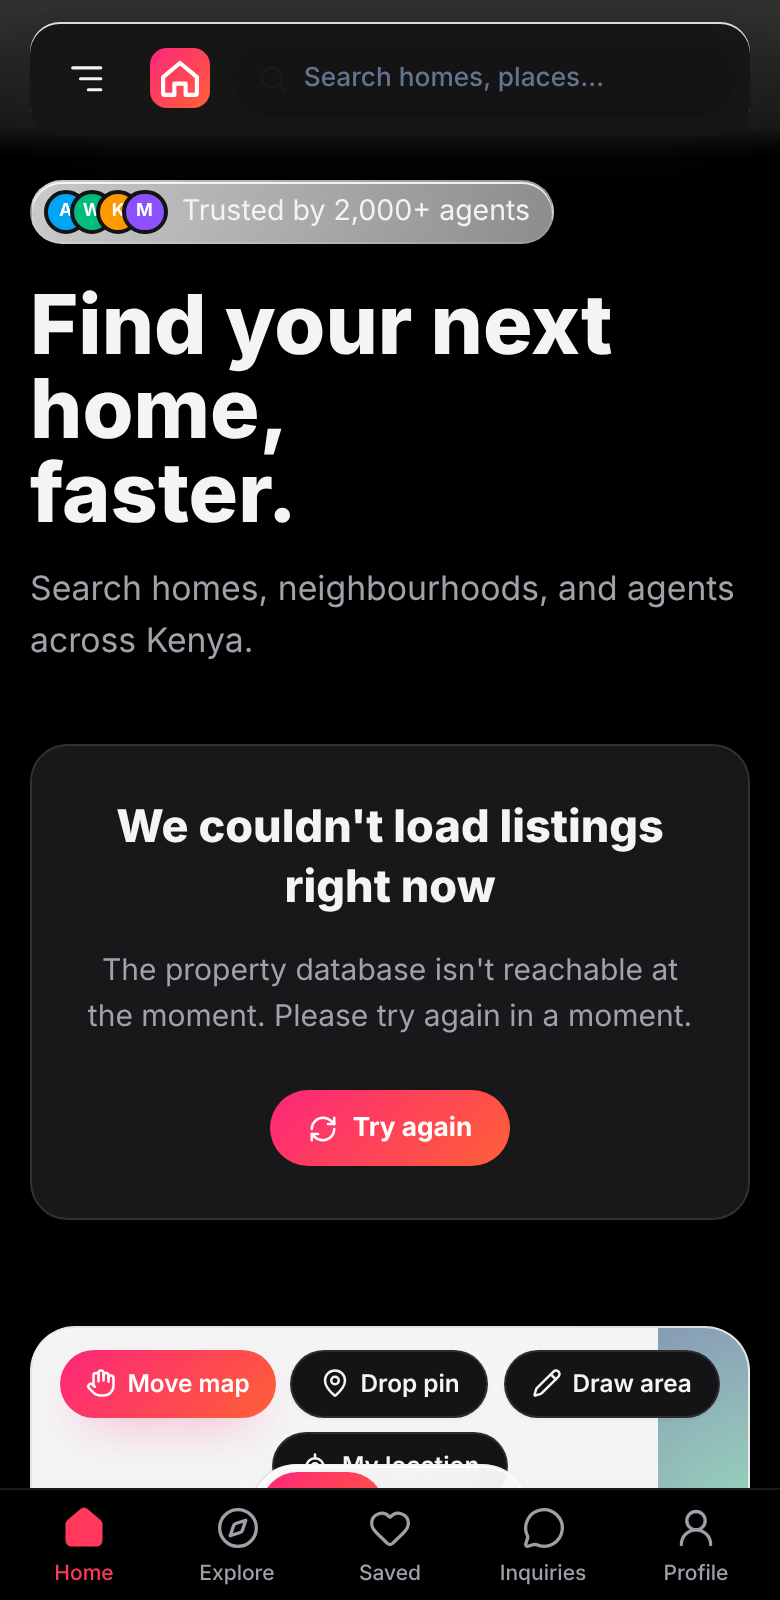 Search homes, places...
A W K M Trusted by 2,000+ agents
Find your next
home,
faster.
Search homes, neighbourhoods, and agents
across Kenya.
We couldn't load listings
right now
The property database isn't reachable at
the moment. Please try again in a moment.
Try again
Move map
Drop pin
Draw area
My location
Home
Explore
Saved
Inquiries
Profile